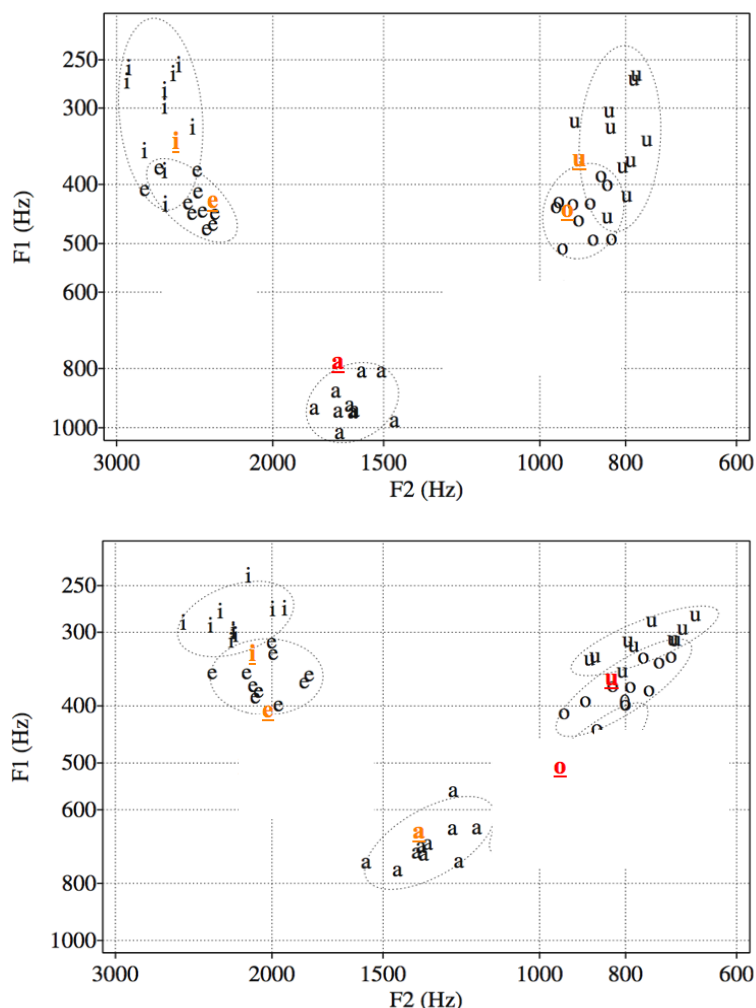 250 i i i u u
i i
300 i u
u i u
i u
i u u
e i e u o
400 e e o u
e i e o o o
e e e o o u
e e o
500 o o o
600
a
800 a a
a
a a a a a
1000 a a
3000 2000 1500 1000 800 600
F2 (Hz)
F1 (Hz)
250 i
i i i u u
i i u u
300 i i i u u u u
e e i u u o o o
e e e e u u o o
e e o o o
400 e e o o o o
o
500 o
600 a
a a a
a a a a
800 a a a
1000
3000 2000 1500 1000 800 600
F2 (Hz)
F1 (Hz)